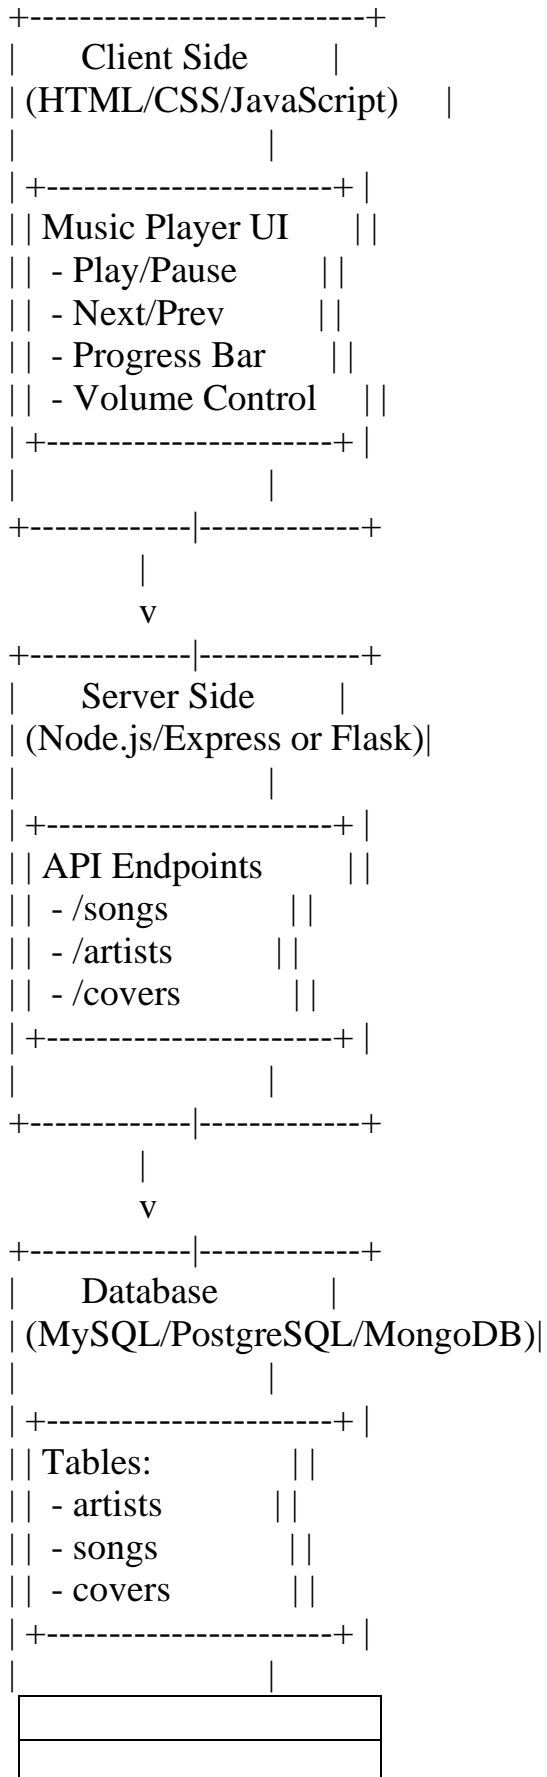 +---------------------------+
|       Client Side         |
| (HTML/CSS/JavaScript)     |
|                           |
| +-----------------------+ |
| | Music Player UI       | |
| |  - Play/Pause         | |
| |  - Next/Prev          | |
| |  - Progress Bar       | |
| |  - Volume Control     | |
| +-----------------------+ |
|                           |
+-------------|-------------+
              |
              v
+-------------|-------------+
|       Server Side         |
| (Node.js/Express or Flask)|
|                           |
| +-----------------------+ |
| | API Endpoints         | |
| |  - /songs             | |
| |  - /artists           | |
| |  - /covers            | |
| +-----------------------+ |
|                           |
+-------------|-------------+
              |
              v
+-------------|-------------+
|       Database            |
| (MySQL/PostgreSQL/MongoDB)|
|                           |
| +-----------------------+ |
| | Tables:               | |
| |  - artists            | |
| |  - songs              | |
| |  - covers             | |
| +-----------------------+ |
|                           |